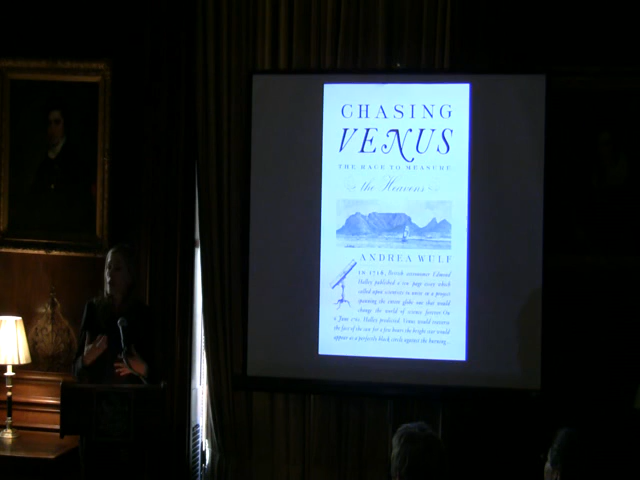 CHASING
VENUS
THE RACE TO MEASURE
the Heavens
ANDREA WULF
IN 1716, British astronomer Edmond
Halley published a ten page essay which
called upon scientists to unite in a project
spanning the entire globe one that would
change the world of science forever. On
6 June 1761 Halley predicted, Venus would traverse
the face of the sun for a few hours the bright star would
appear as a perfectly black circle against the burning...